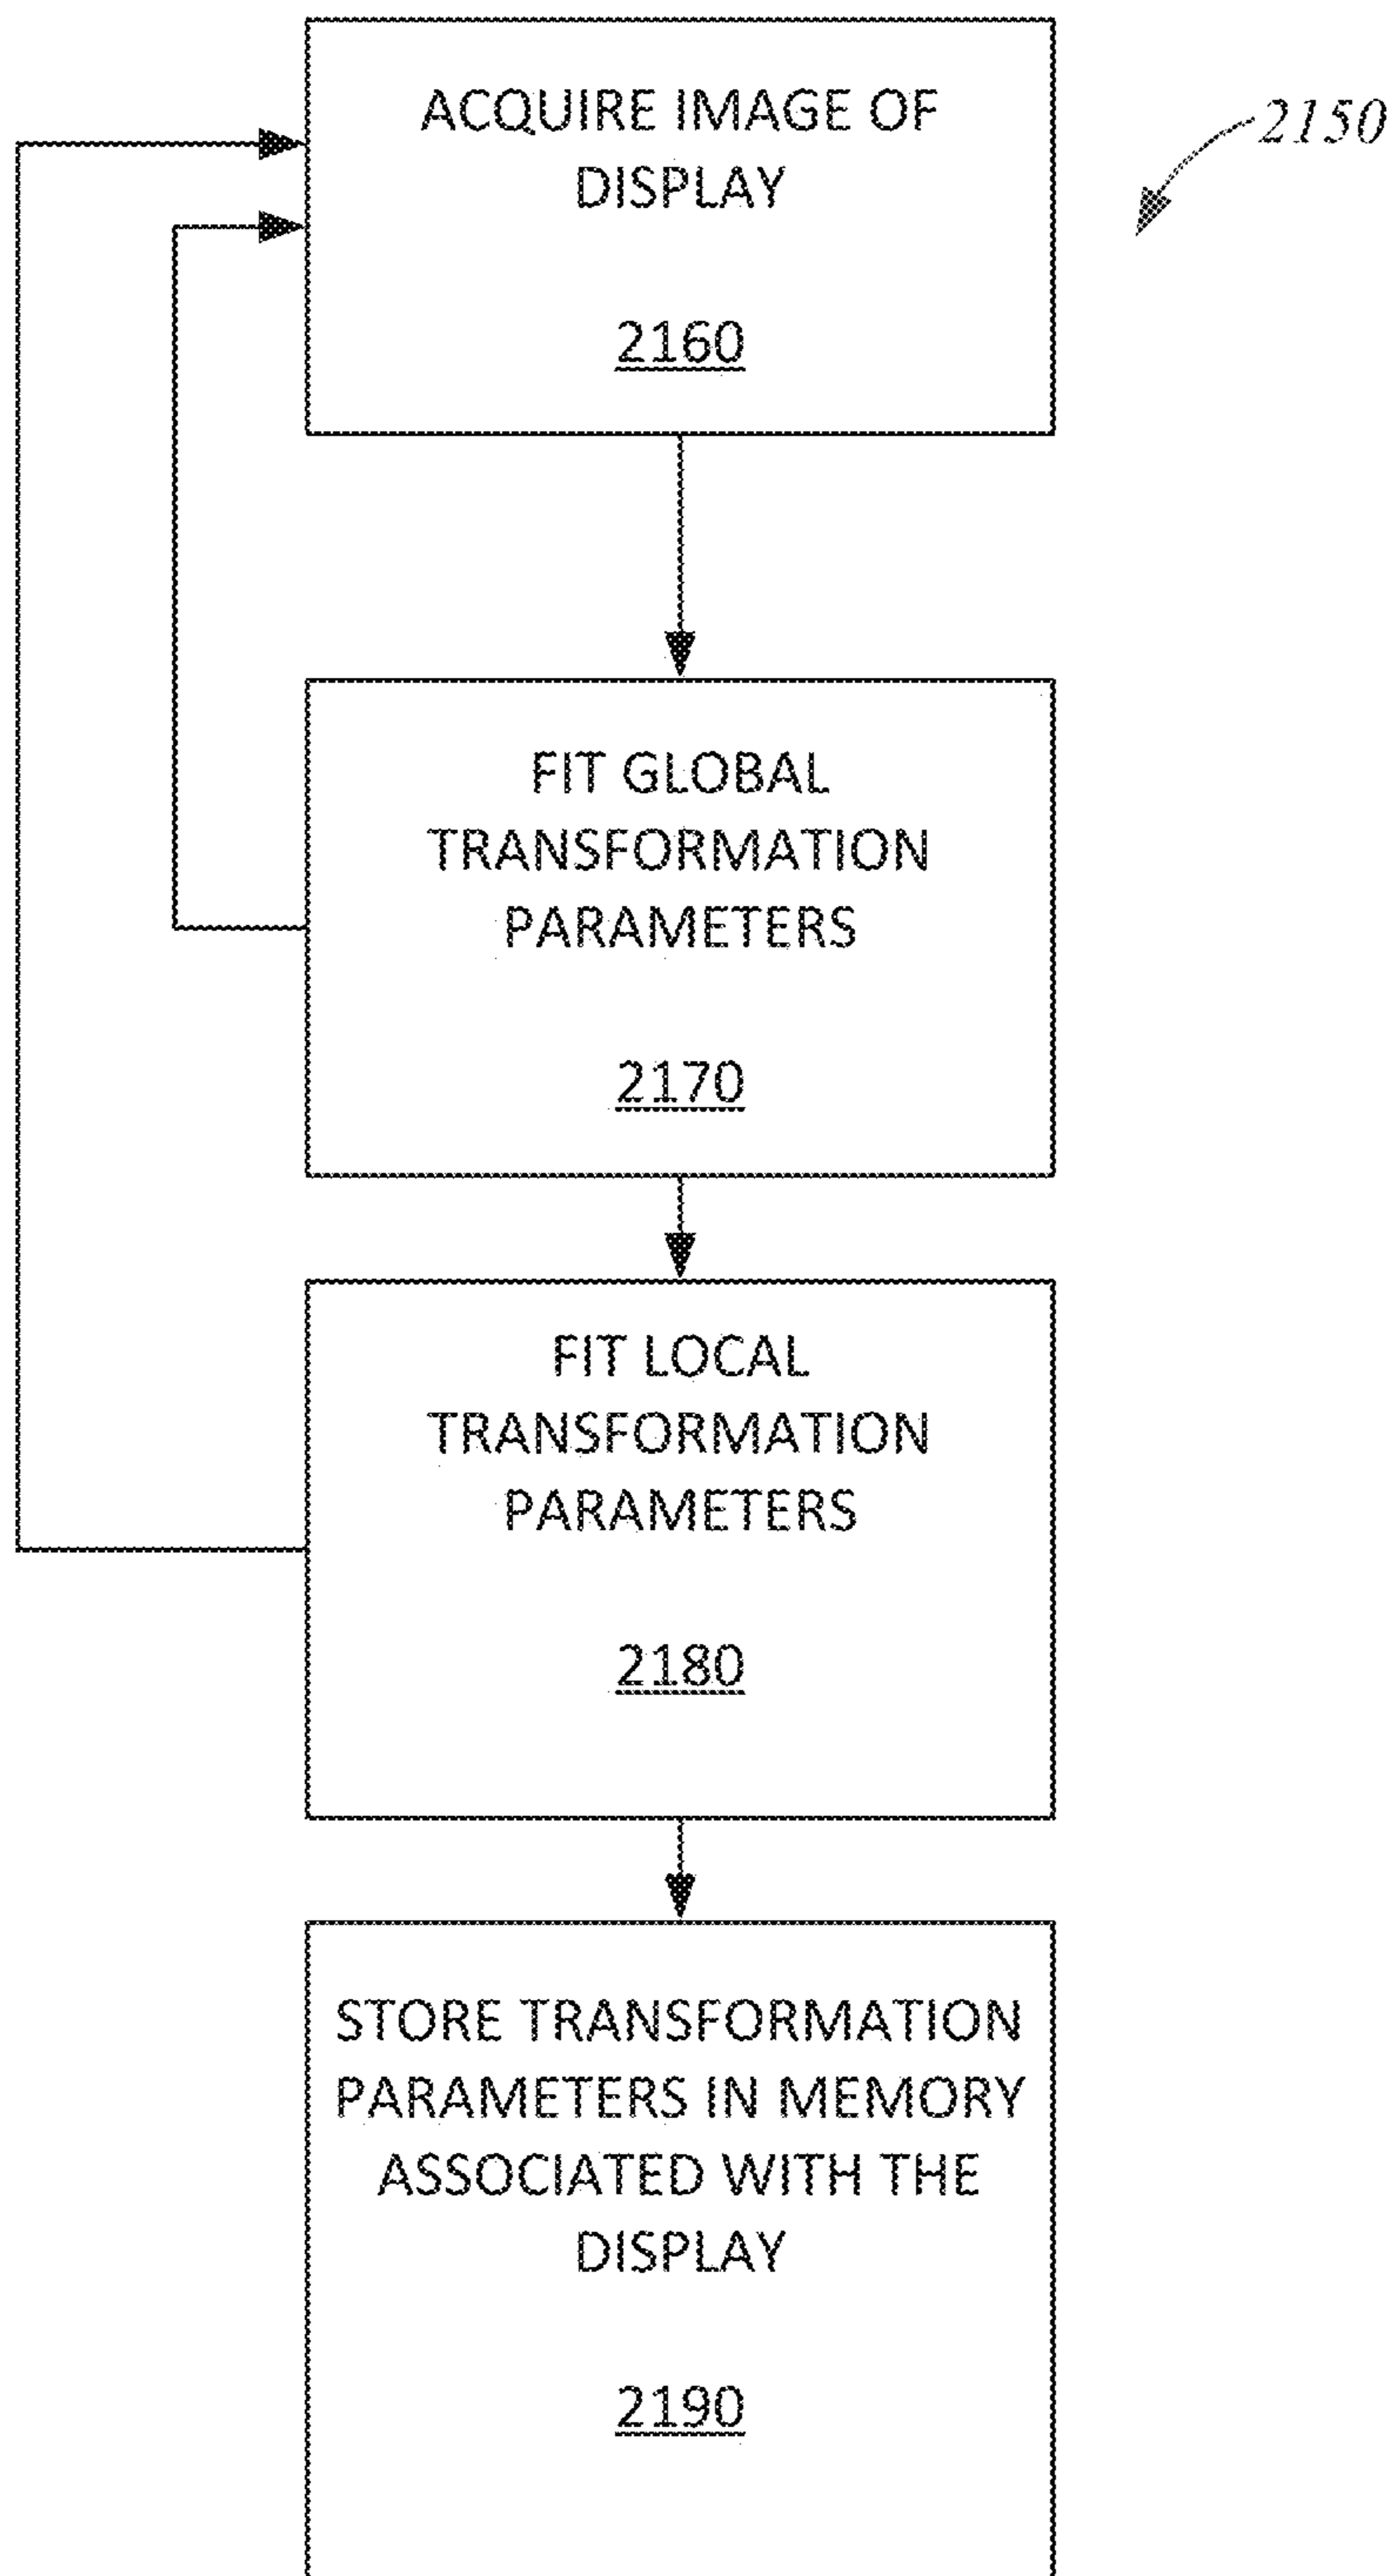 ACQUIRE IMAGE OF
DISPLAY
2160
2150
FIT GLOBAL
TRANSFORMATION
PARAMETERS
2170
FIT LOCAL
TRANSFORMATION
PARAMETERS
2180
STORE TRANSFORMATION
PARAMETERS IN MEMORY
ASSOCIATED WITH THE
DISPLAY
2190